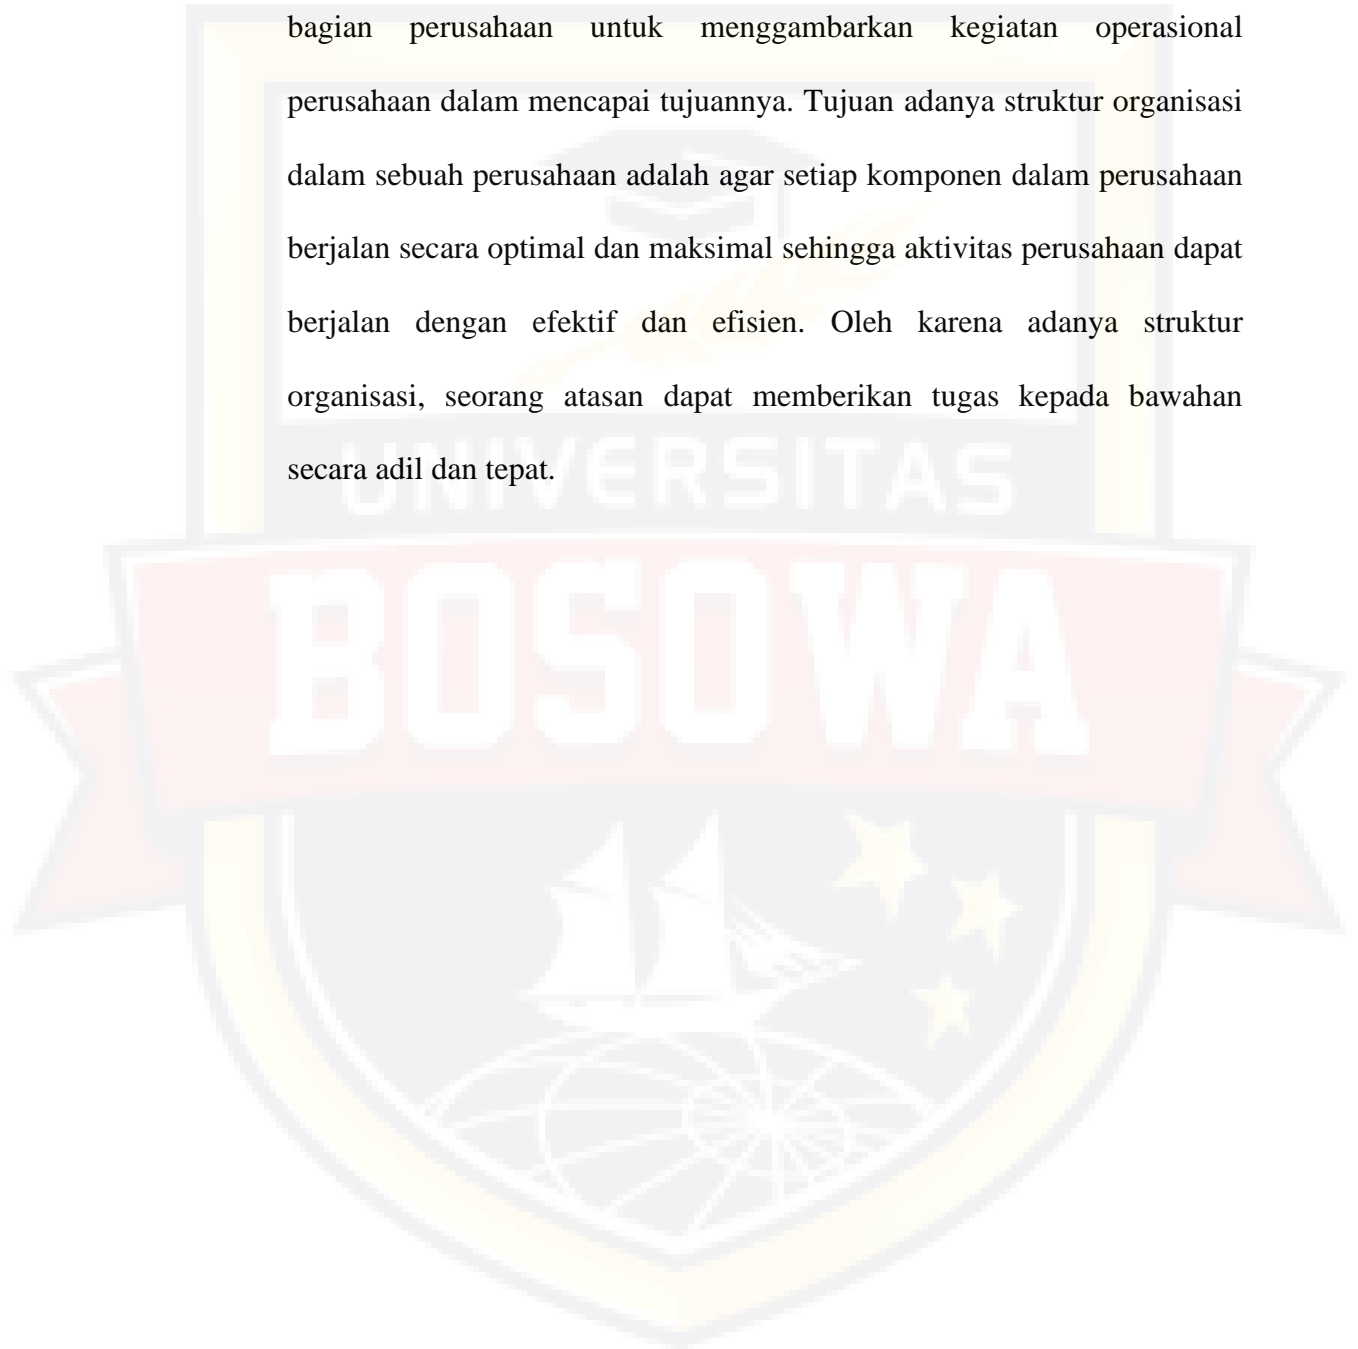 bagian perusahaan untuk menggambarkan kegiatan operasional
perusahaan dalam mencapai tujuannya. Tujuan adanya struktur organisasi
dalam sebuah perusahaan adalah agar setiap komponen dalam perusahaan
berjalan secara optimal dan maksimal sehingga aktivitas perusahaan dapat
berjalan dengan efektif dan efisien. Oleh karena adanya struktur
organisasi, seorang atasan dapat memberikan tugas kepada bawahan
secara adil dan tepat.
UNIVERSITAS
BOSOWA